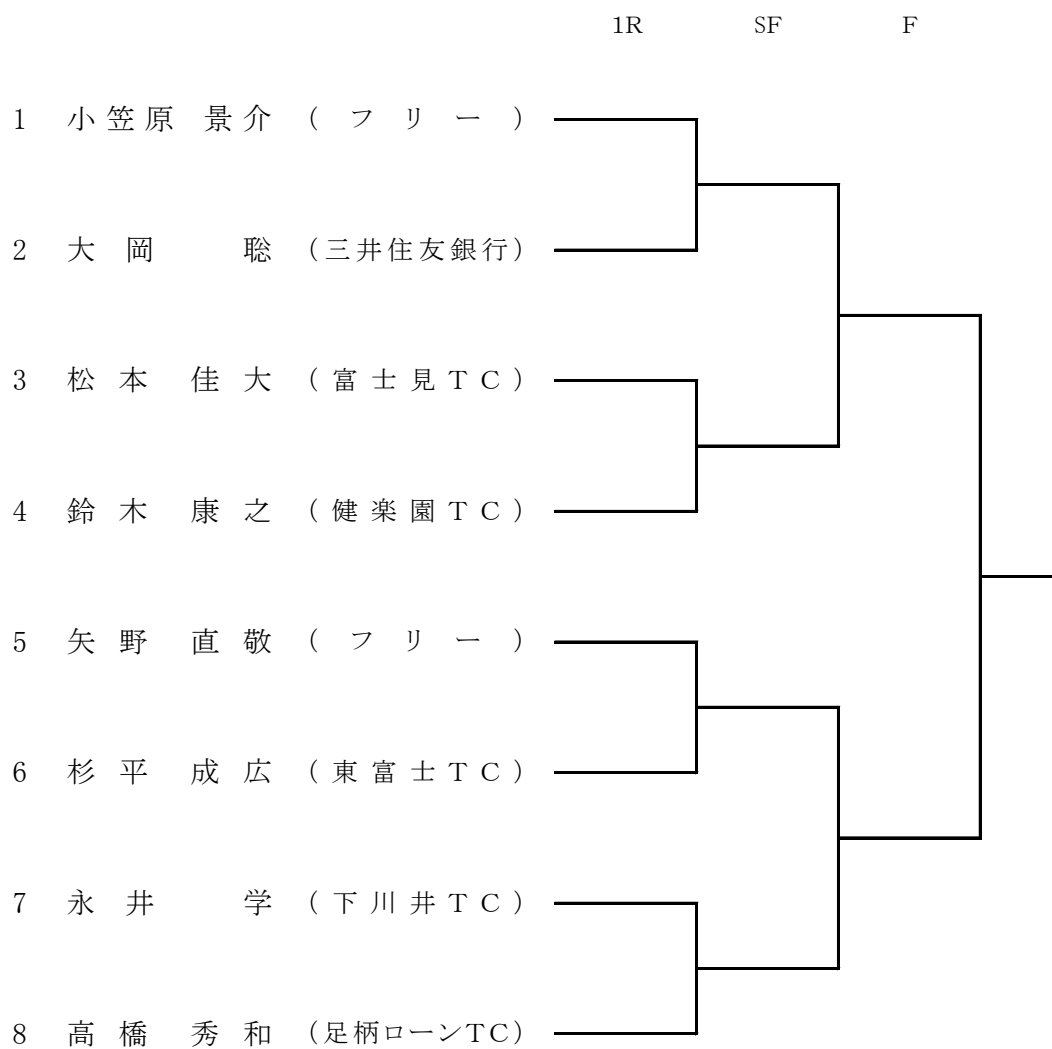 1R SF F
1 小笠原 景介 (フリー)
2 大岡 聡 (三井住友銀行)
3 松本 佳大 (富士見TC)
4 鈴木 康之 (健楽園TC)
5 矢野 直敬 (フリー)
6 杉平 成広 (東富士TC)
7 永井 学 (下川井TC)
8 高橋 秀和 (足柄ローンTC)